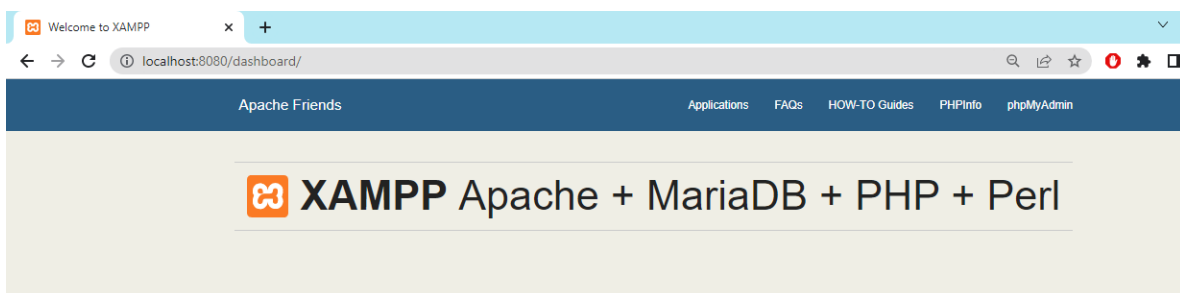 Welcome to XAMPP
localhost:8080/dashboard/
Apache Friends Applications FAQs HOW-TO Guides PHPInfo phpMyAdmin
XAMPP Apache + MariaDB + PHP + Perl